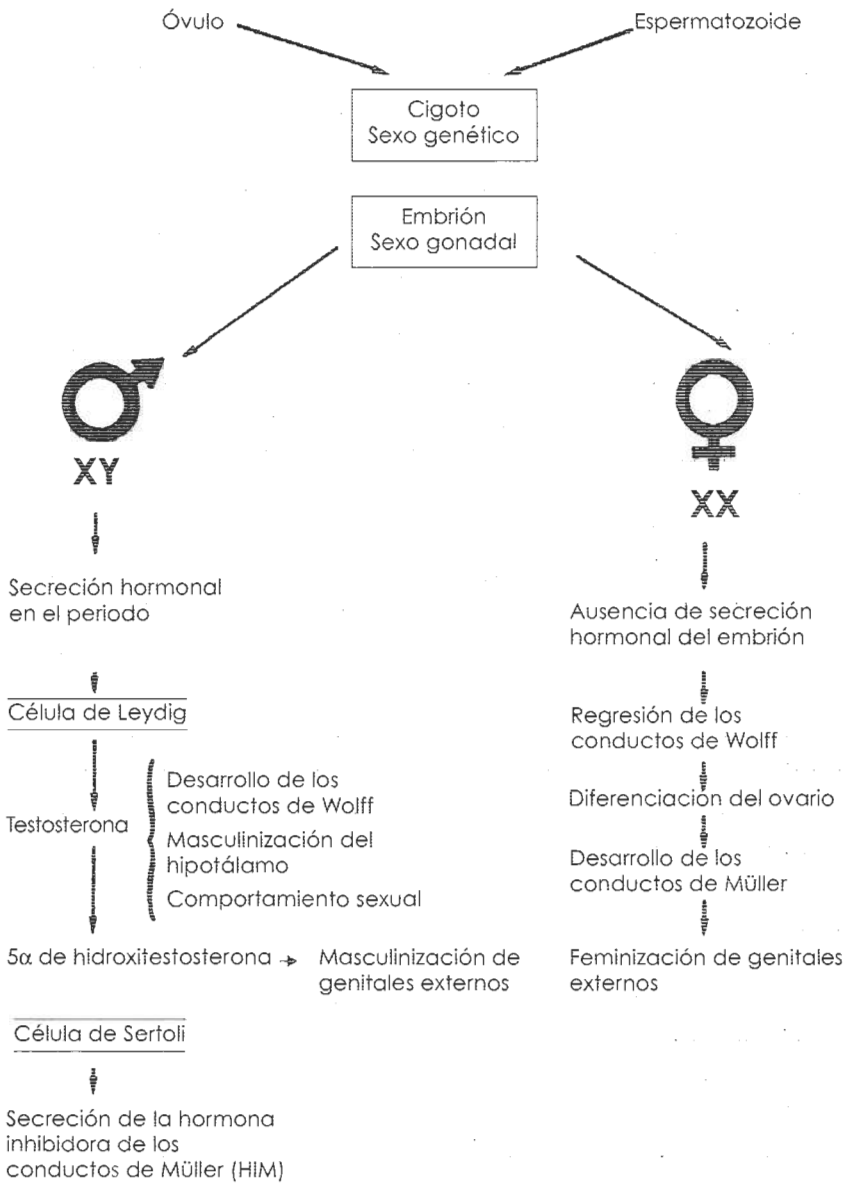 Óvulo
Espermatozoide
Cigoto
Sexo genético
Embrión
Sexo gonadal
XY
Secreción hormonal
en el periodo
Célula de Leydig
Testosterona
Desarrollo de los
conductos de Wolff
Masculinización del
hipotálamo
Comportamiento sexual
5α de hidroxitestosterona
Masculinización de
genitales externos
Célula de Sertoli
Secreción de la hormona
inhibidora de los
conductos de Müller (HIM)
XX
Ausencia de secreción
hormonal del embrión
Regresión de los
conductos de Wolff
Diferenciación del ovario
Desarrollo de los
conductos de Müller
Feminización de genitales
externos